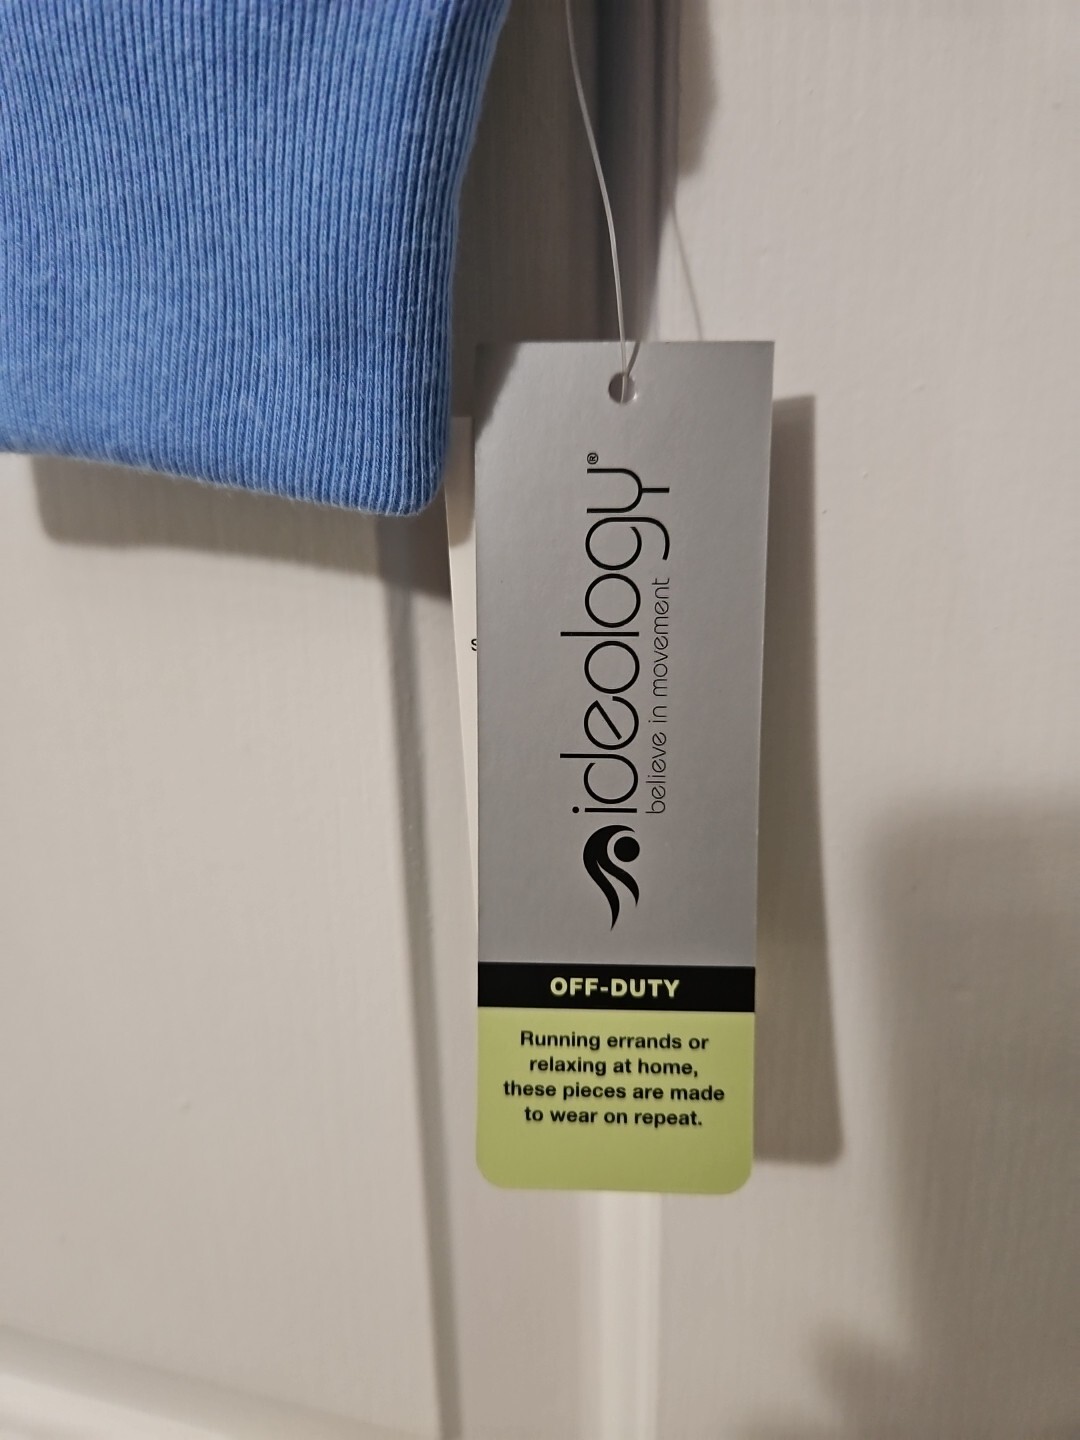 ideology®
believe in movement
OFF-DUTY
Running errands or
relaxing at home,
these pieces are made
to wear on repeat.